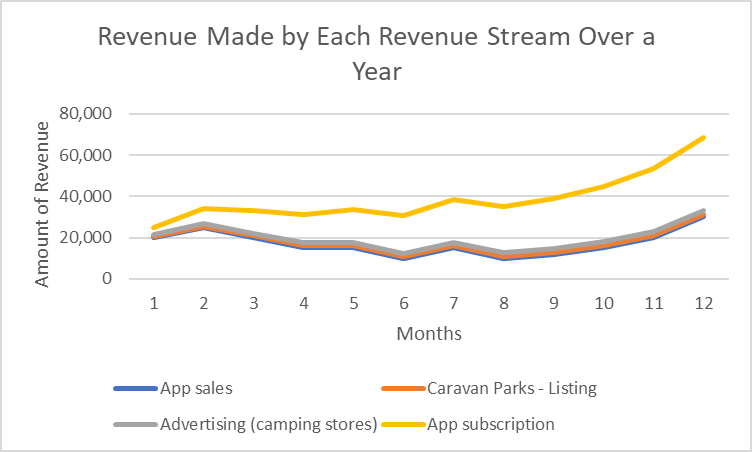 Revenue Made by Each Revenue Stream Over a
Year
Amount of Revenue
80,000
60,000
40,000
20,000
0
1 2 3 4 5 6 7 8 9 10 11 12
Months
App sales
Caravan Parks - Listing
Advertising (camping stores)
App subscription